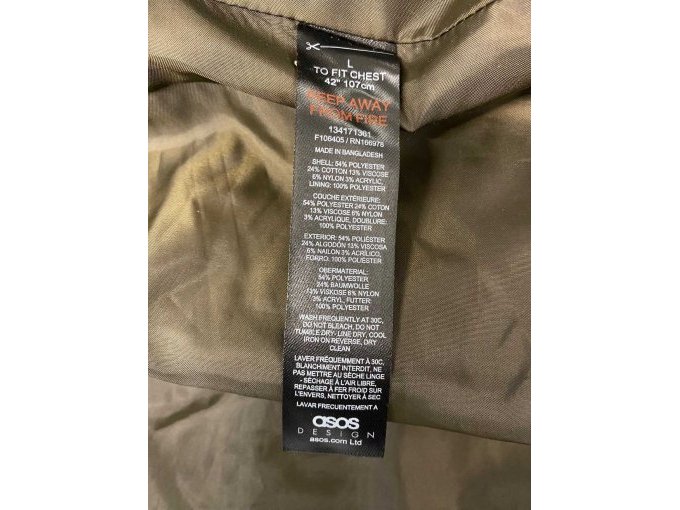 L
TO FIT CHEST
42" 107cm
KEEP AWAY
FROM FIRE
134171361
F106405 / RN166978
MADE IN BANGLADESH
SHELL: 54% POLYESTER
24% COTTON 13% VISCOSE
6% NYLON 3% ACRYLIC,
LINING: 100% POLYESTER
COUCHE EXTÉRIEURE:
54% POLYESTER 24% COTON
13% VISCOSE 6% NYLON
3% ACRYLIQUE, DOUBLURE:
100% POLYESTER
EXTERIOR: 54% POLIÉSTER
24% ALGODÓN 13% VISCOSA
6% NAILON 3% ACRÍLICO,
FORRO: 100% POLIÉSTER
OBERMATERIAL:
54% POLYESTER
24% BAUMWOLLE
13% VISKOSE 6% NYLON
3% ACRYL, FUTTER:
100% POLYESTER
WASH FREQUENTLY AT 30C,
DO NOT BLEACH, DO NOT
TUMBLE DRY- LINE DRY, COOL
IRON ON REVERSE, DRY
CLEAN
LAVER FRÉQUEMMENT À 30C,
BLANCHIMENT INTERDIT, NE
PAS METTRE AU SÈCHE LINGE
- SÉCHAGE À L'AIR LIBRE,
REPASSER À FER FROID SUR
L'ENVERS, NETTOYER À SEC
LAVAR FRECUENTEMENT A
asos
DESIGN
asos.com Ltd